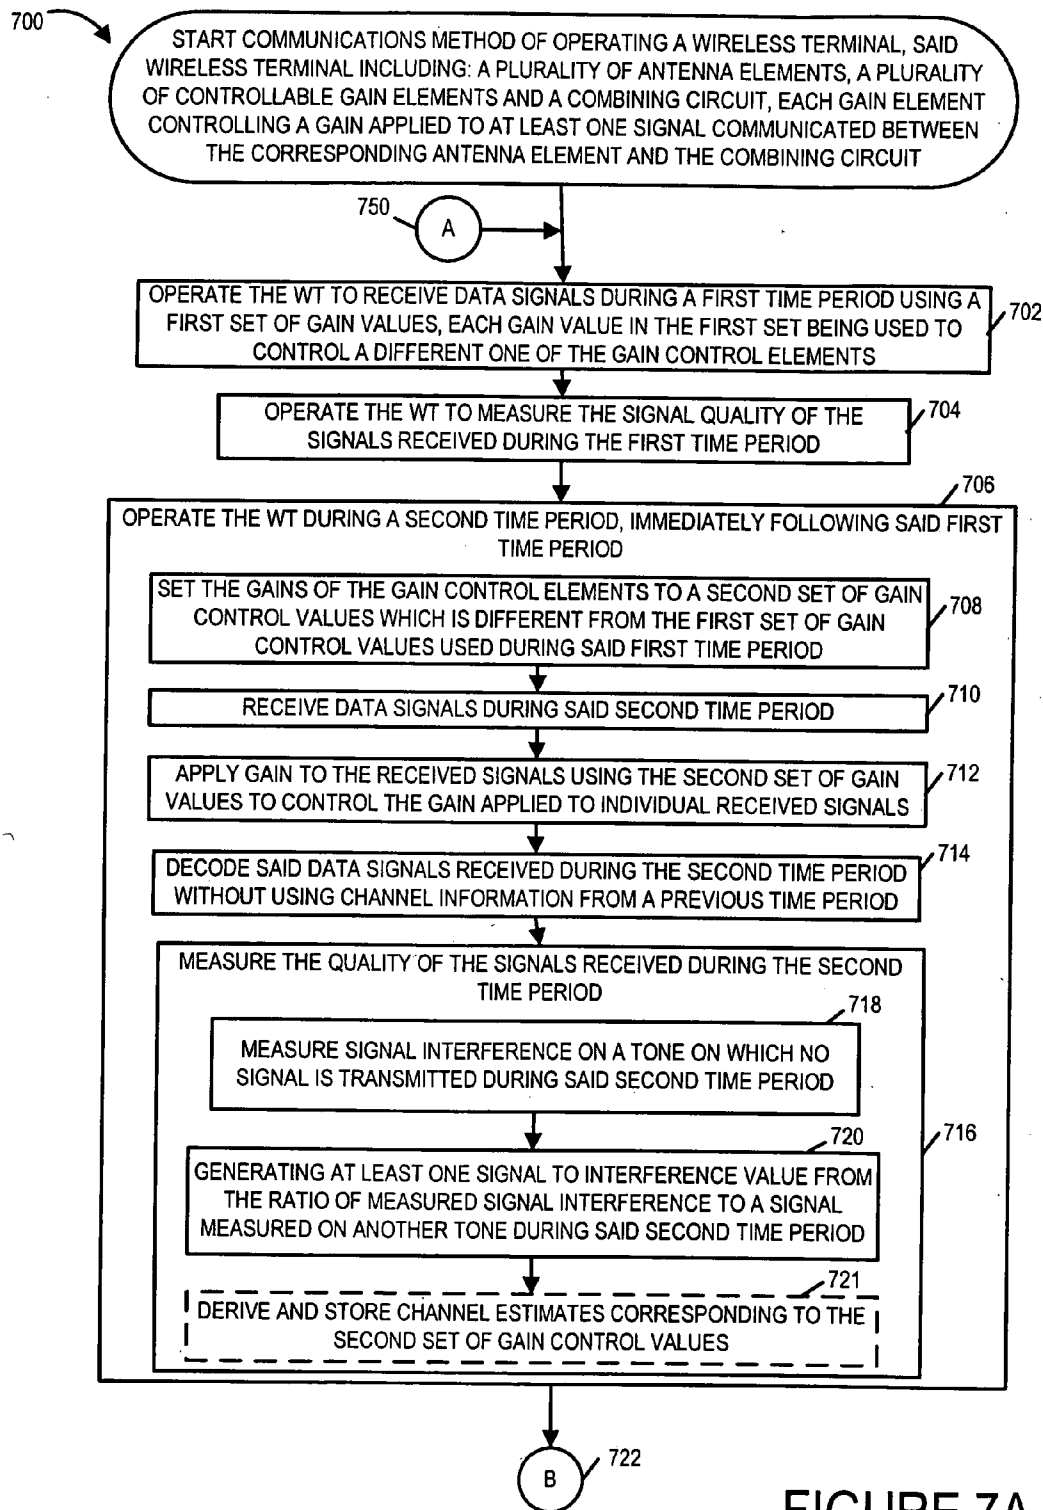 700
START COMMUNICATIONS METHOD OF OPERATING A WIRELESS TERMINAL, SAID
WIRELESS TERMINAL INCLUDING: A PLURALITY OF ANTENNA ELEMENTS, A PLURALITY
OF CONTROLLABLE GAIN ELEMENTS AND A COMBINING CIRCUIT, EACH GAIN ELEMENT
CONTROLLING A GAIN APPLIED TO AT LEAST ONE SIGNAL COMMUNICATED BETWEEN
THE CORRESPONDING ANTENNA ELEMENT AND THE COMBINING CIRCUIT
750
A
OPERATE THE WT TO RECEIVE DATA SIGNALS DURING A FIRST TIME PERIOD USING A
FIRST SET OF GAIN VALUES, EACH GAIN VALUE IN THE FIRST SET BEING USED TO
CONTROL A DIFFERENT ONE OF THE GAIN CONTROL ELEMENTS
702
OPERATE THE WT TO MEASURE THE SIGNAL QUALITY OF THE
SIGNALS RECEIVED DURING THE FIRST TIME PERIOD
704
706
OPERATE THE WT DURING A SECOND TIME PERIOD, IMMEDIATELY FOLLOWING SAID FIRST
TIME PERIOD
SET THE GAINS OF THE GAIN CONTROL ELEMENTS TO A SECOND SET OF GAIN
CONTROL VALUES WHICH IS DIFFERENT FROM THE FIRST SET OF GAIN
CONTROL VALUES USED DURING SAID FIRST TIME PERIOD
708
RECEIVE DATA SIGNALS DURING SAID SECOND TIME PERIOD
710
APPLY GAIN TO THE RECEIVED SIGNALS USING THE SECOND SET OF GAIN
VALUES TO CONTROL THE GAIN APPLIED TO INDIVIDUAL RECEIVED SIGNALS
712
DECODE SAID DATA SIGNALS RECEIVED DURING THE SECOND TIME PERIOD
WITHOUT USING CHANNEL INFORMATION FROM A PREVIOUS TIME PERIOD
714
MEASURE THE QUALITY OF THE SIGNALS RECEIVED DURING THE SECOND
TIME PERIOD
718
MEASURE SIGNAL INTERFERENCE ON A TONE ON WHICH NO
SIGNAL IS TRANSMITTED DURING SAID SECOND TIME PERIOD
720
716
GENERATING AT LEAST ONE SIGNAL TO INTERFERENCE VALUE FROM
THE RATIO OF MEASURED SIGNAL INTERFERENCE TO A SIGNAL
MEASURED ON ANOTHER TONE DURING SAID SECOND TIME PERIOD
721
DERIVE AND STORE CHANNEL ESTIMATES CORRESPONDING TO THE
SECOND SET OF GAIN CONTROL VALUES
B
722
FIGURE 7A